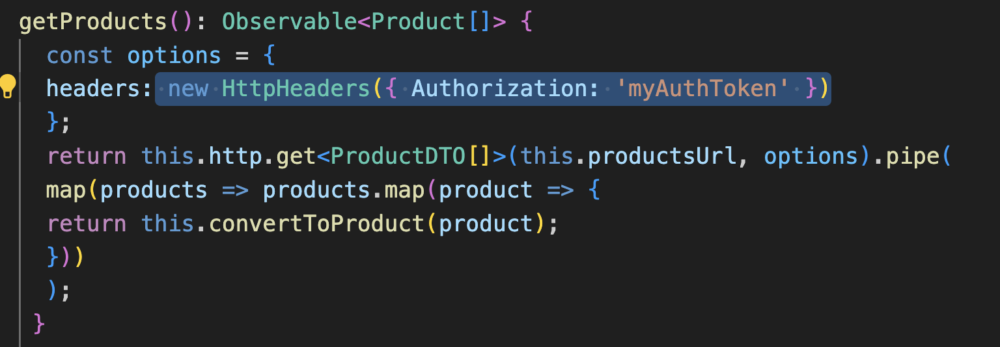 getProducts(): Observable<Product[]> {
const options = {
headers: new HttpHeaders({ Authorization: 'myAuthToken' })
};
return this.http.get<ProductDTO[]>(this.productsUrl, options).pipe(
map(products => products.map(product => {
return this.convertToProduct(product);
}))
);
}